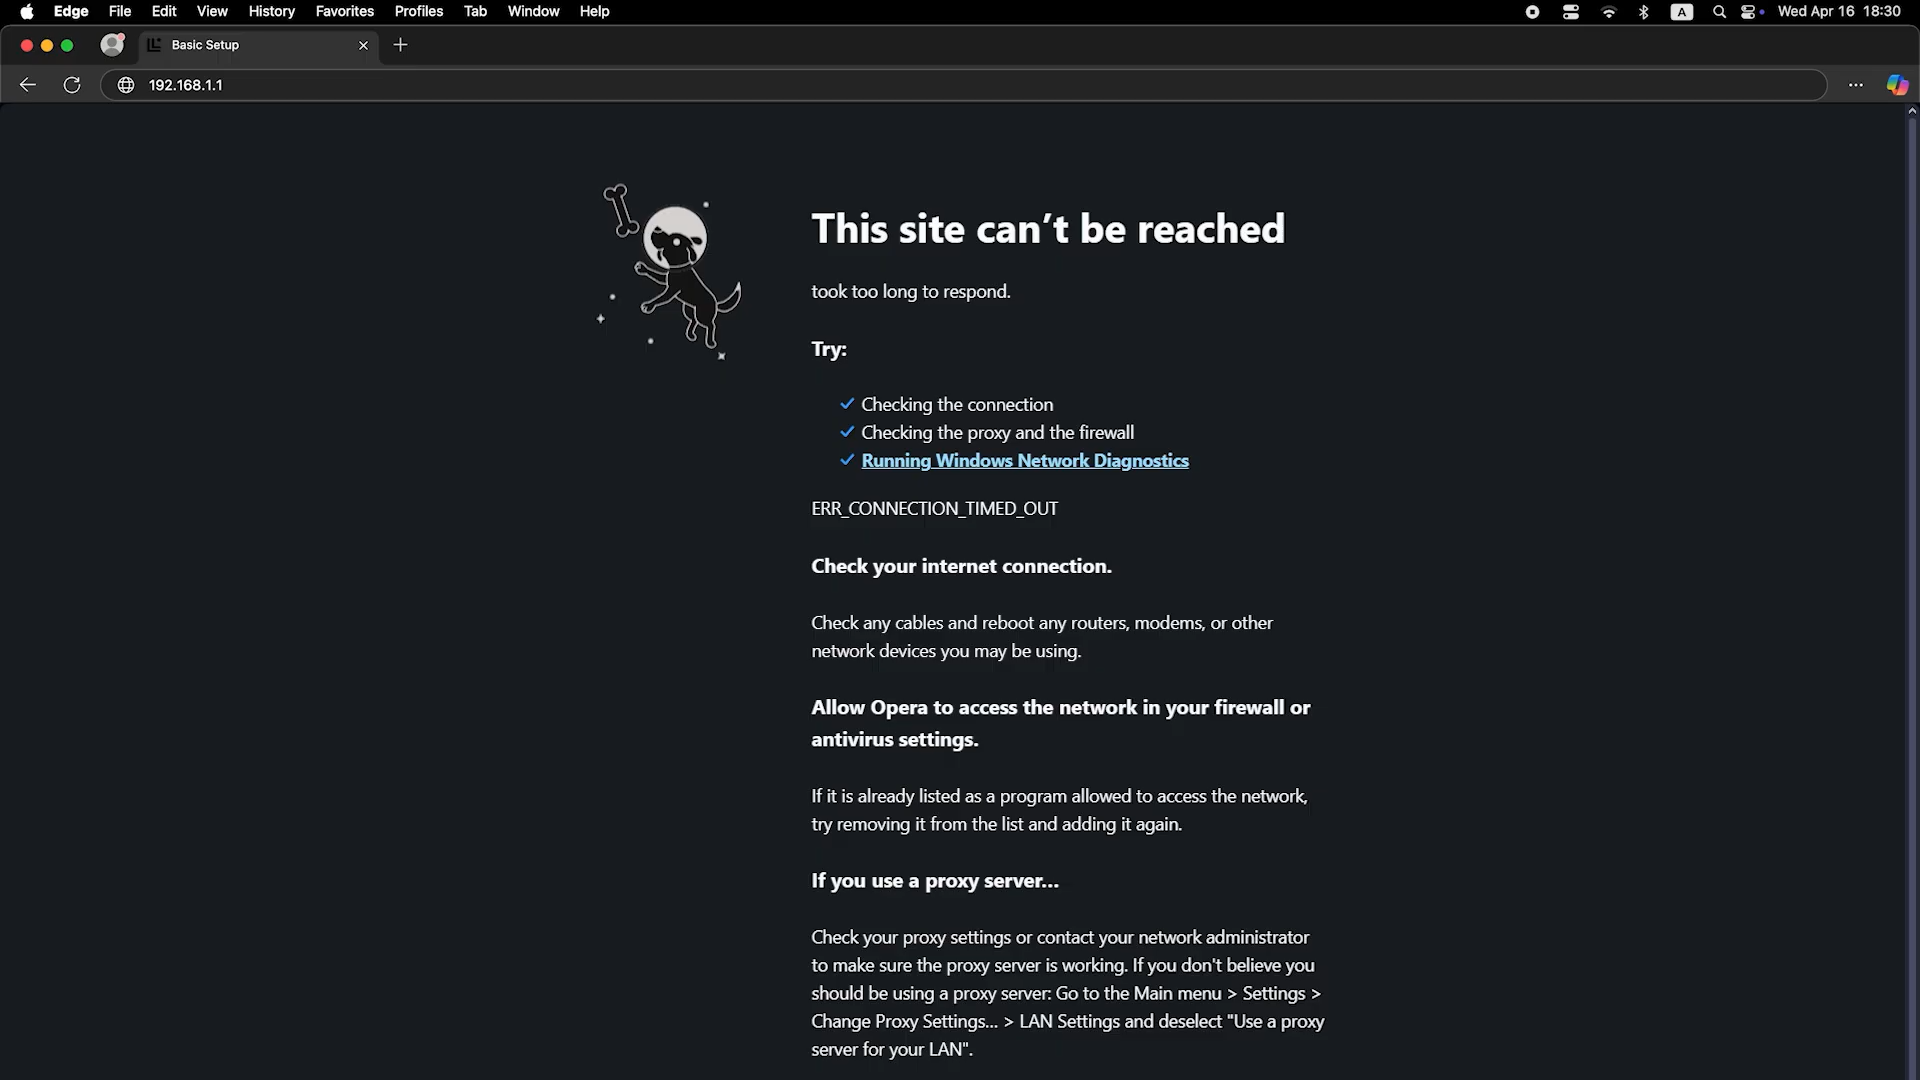 Edge File Edit View History Favorites Profiles Tab Window Help A Wed Apr 16 18:30
Basic Setup
192.168.1.1
This site can’t be reached
took too long to respond.
Try:
Checking the connection
Checking the proxy and the firewall
Running Windows Network Diagnostics
ERR_CONNECTION_TIMED_OUT
Check your internet connection.
Check any cables and reboot any routers, modems, or other
network devices you may be using.
Allow Opera to access the network in your firewall or
antivirus settings.
If it is already listed as a program allowed to access the network,
try removing it from the list and adding it again.
If you use a proxy server...
Check your proxy settings or contact your network administrator
to make sure the proxy server is working. If you don't believe you
should be using a proxy server: Go to the Main menu > Settings >
Change Proxy Settings... > LAN Settings and deselect "Use a proxy
server for your LAN".